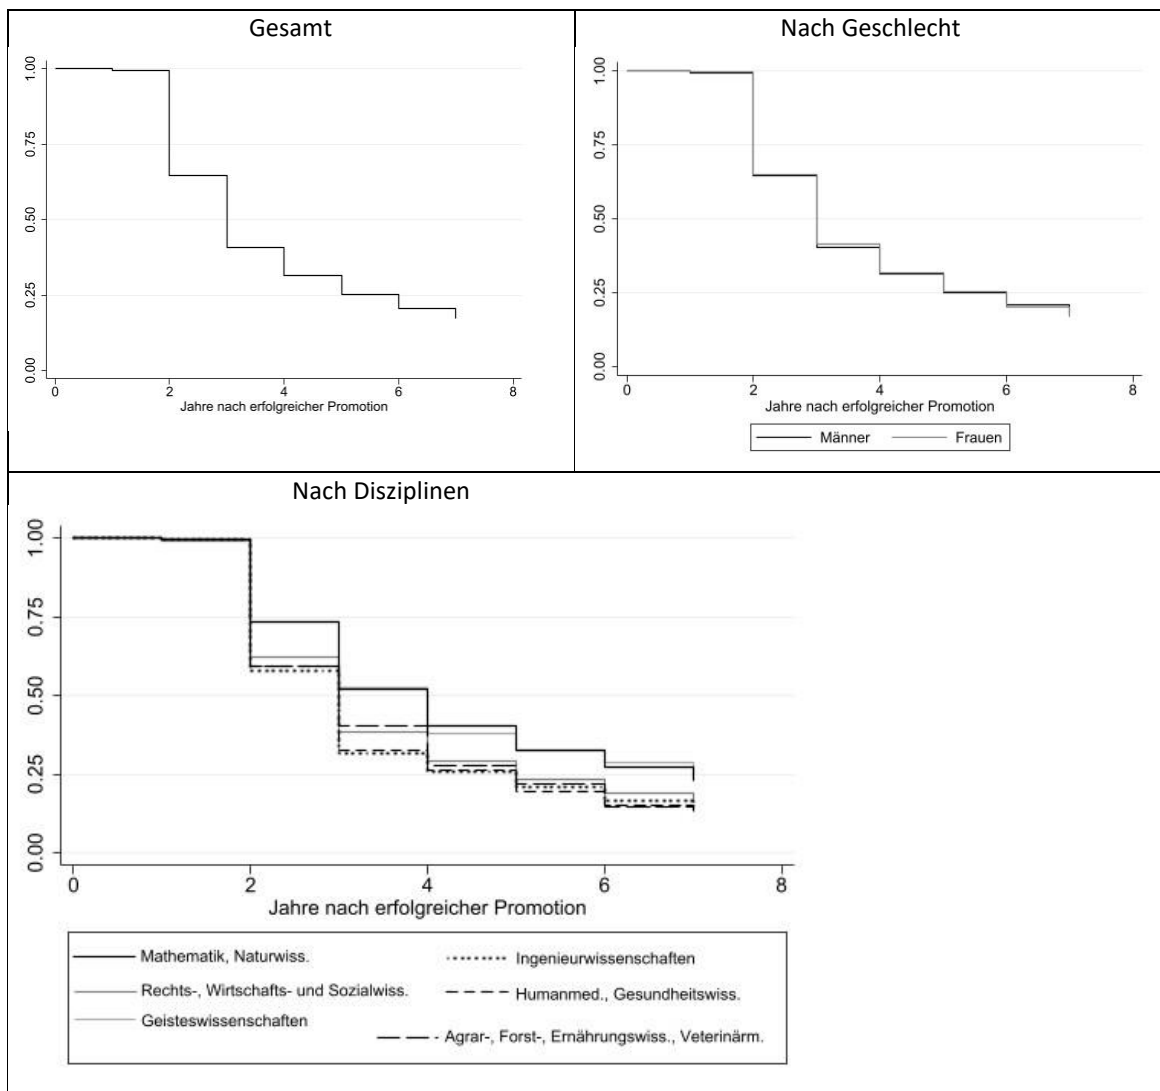 Gesamt
1.00
0.75
0.50
0.25
0.00
0 2 4 6 8
Jahre nach erfolgreicher Promotion
Nach Geschlecht
1.00
0.75
0.50
0.25
0.00
0 2 4 6 8
Jahre nach erfolgreicher Promotion
Männer Frauen
Nach Disziplinen
1.00
0.75
0.50
0.25
0.00
0 2 4 6 8
Jahre nach erfolgreicher Promotion
Mathematik, Naturwiss. Ingenieurwissenschaften
Rechts-, Wirtschafts- und Sozialwiss. Humanmed., Gesundheitswiss.
Geisteswissenschaften
Agrar-, Forst-, Ernährungswiss., Veterinärm.